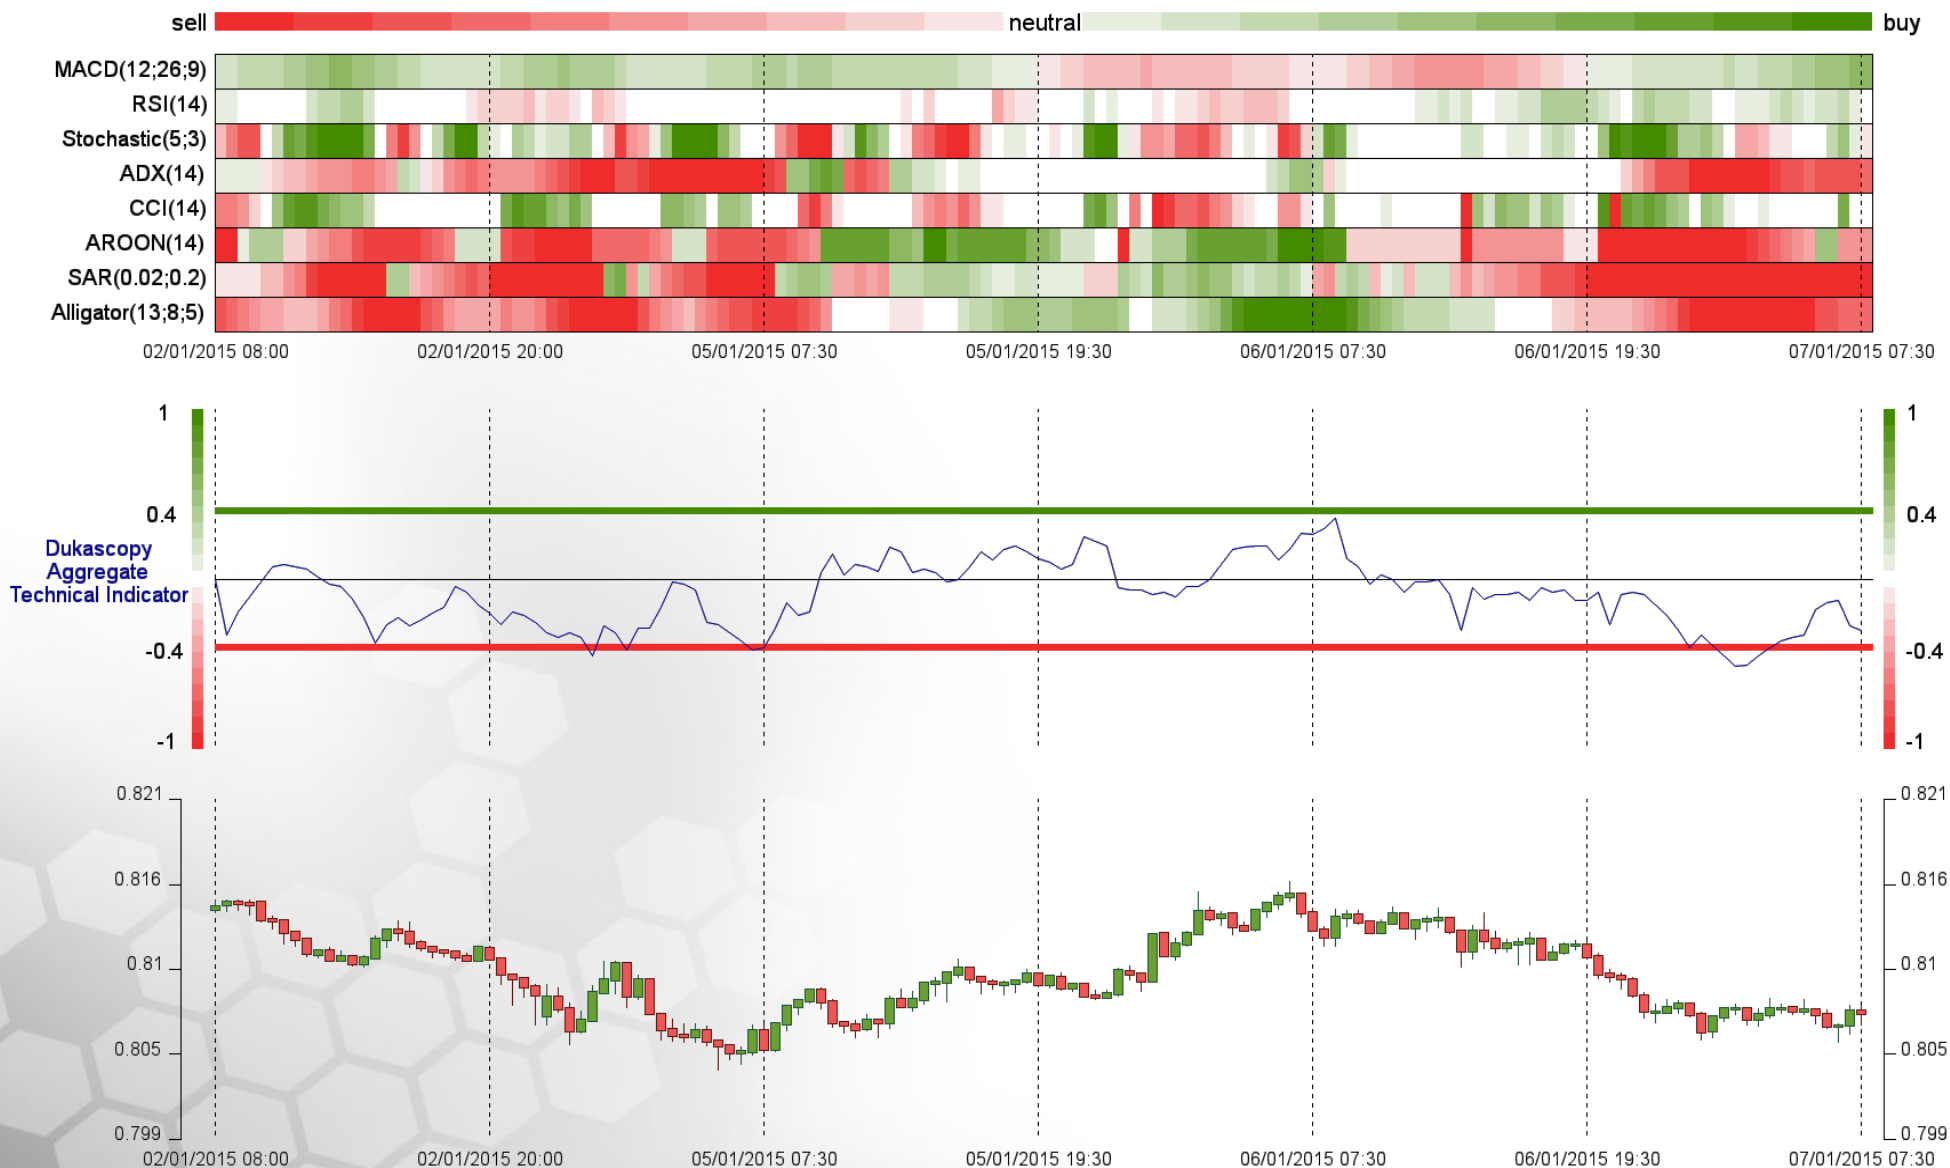 sell neutral buy
MACD(12;26;9)
RSI(14)
Stochastic(5;3)
ADX(14)
CCI(14)
AROON(14)
SAR(0.02;0.2)
Alligator(13;8;5)
02/01/2015 08:00 02/01/2015 20:00 05/01/2015 07:30 05/01/2015 19:30 06/01/2015 07:30 06/01/2015 19:30 07/01/2015 07:30
1 1
0.4 0.4
Dukascopy
Aggregate
Technical Indicator
-0.4 -0.4
-1 -1
0.821 0.821
0.816 0.816
0.81 0.81
0.805 0.805
0.799 0.799
02/01/2015 08:00 02/01/2015 20:00 05/01/2015 07:30 05/01/2015 19:30 06/01/2015 07:30 06/01/2015 19:30 07/01/2015 07:30